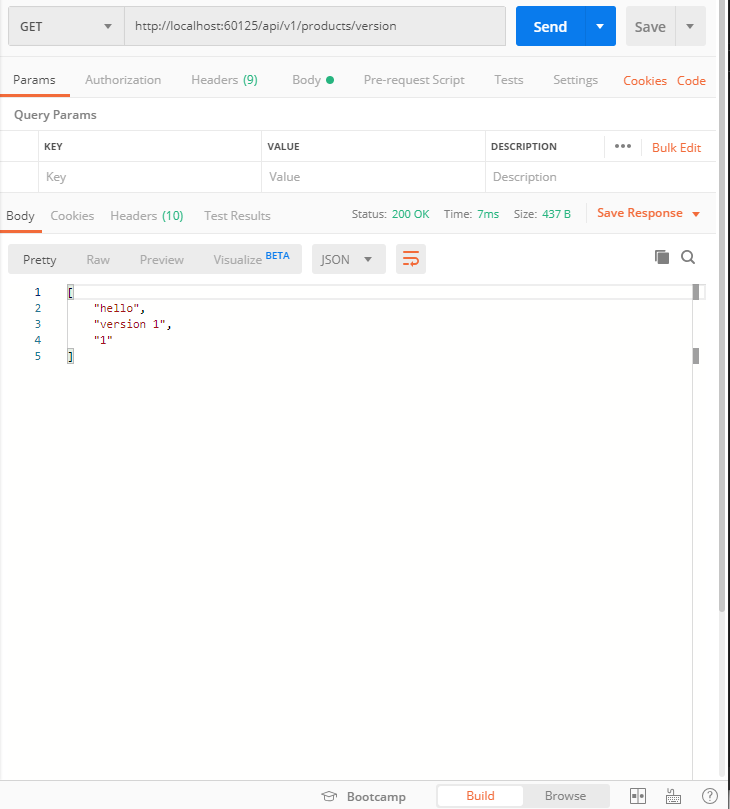 GET http://localhost:60125/api/v1/products/version Send Save
Params Authorization Headers (9) Body Pre-request Script Tests Settings Cookies Code
Query Params
KEY VALUE DESCRIPTION ••• Bulk Edit
Key Value Description
Body Cookies Headers (10) Test Results Status: 200 OK Time: 7ms Size: 437 B Save Response
Pretty Raw Preview Visualize BETA JSON
1 [
2 "hello",
3 "version 1",
4 "1"
5 ]
Bootcamp Build Browse ?